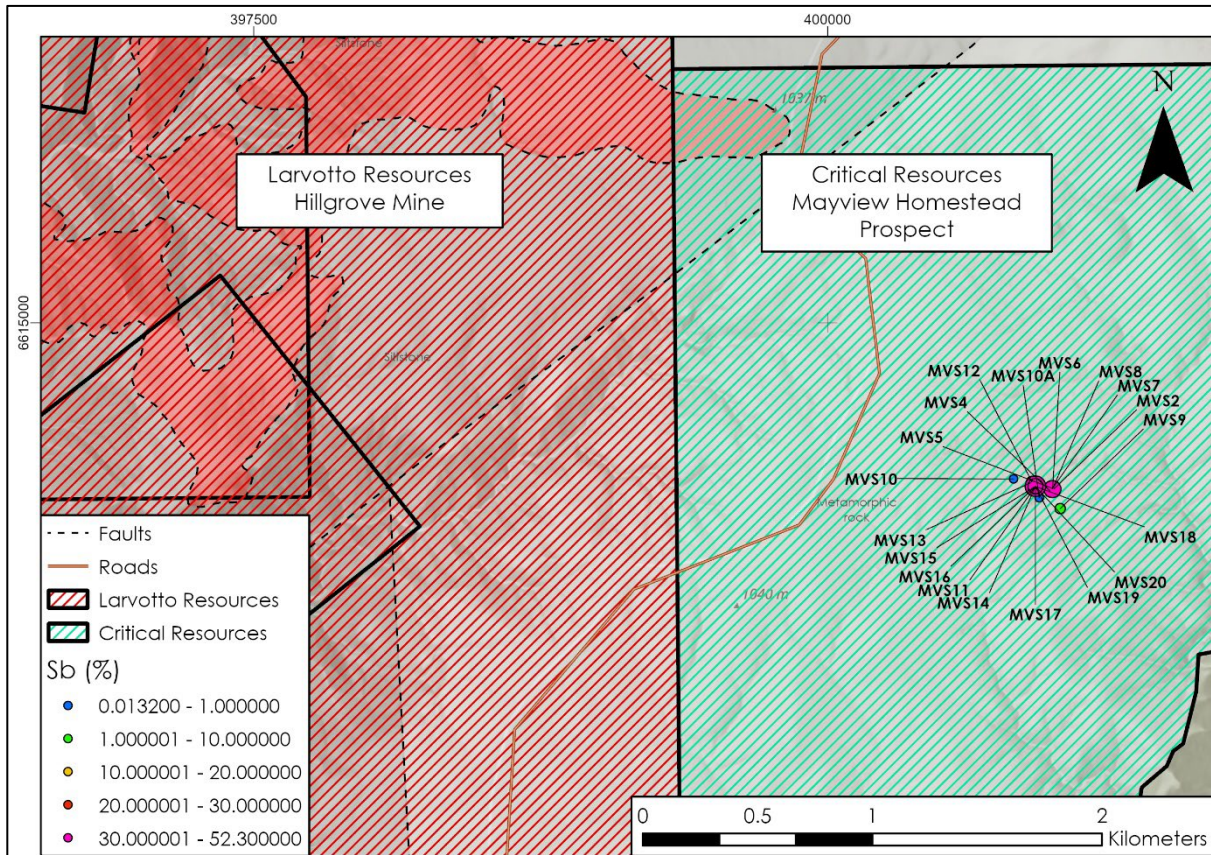 397500
400000
6615000
Siltstone
1037 m
N
Larvotto Resources
Hillgrove Mine
Critical Resources
Mayview Homestead
Prospect
Siltstone
MVS12
MVS10A
MVS6
MVS8
MVS7
MVS4
MVS2
MVS9
MVS5
MVS10
Metamorphic
rock
MVS13
MVS18
MVS15
MVS16
MVS20
MVS11
MVS19
MVS14
MVS17
1040 m
Faults
Roads
Larvotto Resources
Critical Resources
Sb (%)
0.013200 - 1.000000
1.000001 - 10.000000
10.000001 - 20.000000
20.000001 - 30.000000
30.000001 - 52.300000
0 0.5 1 2
Kilometers